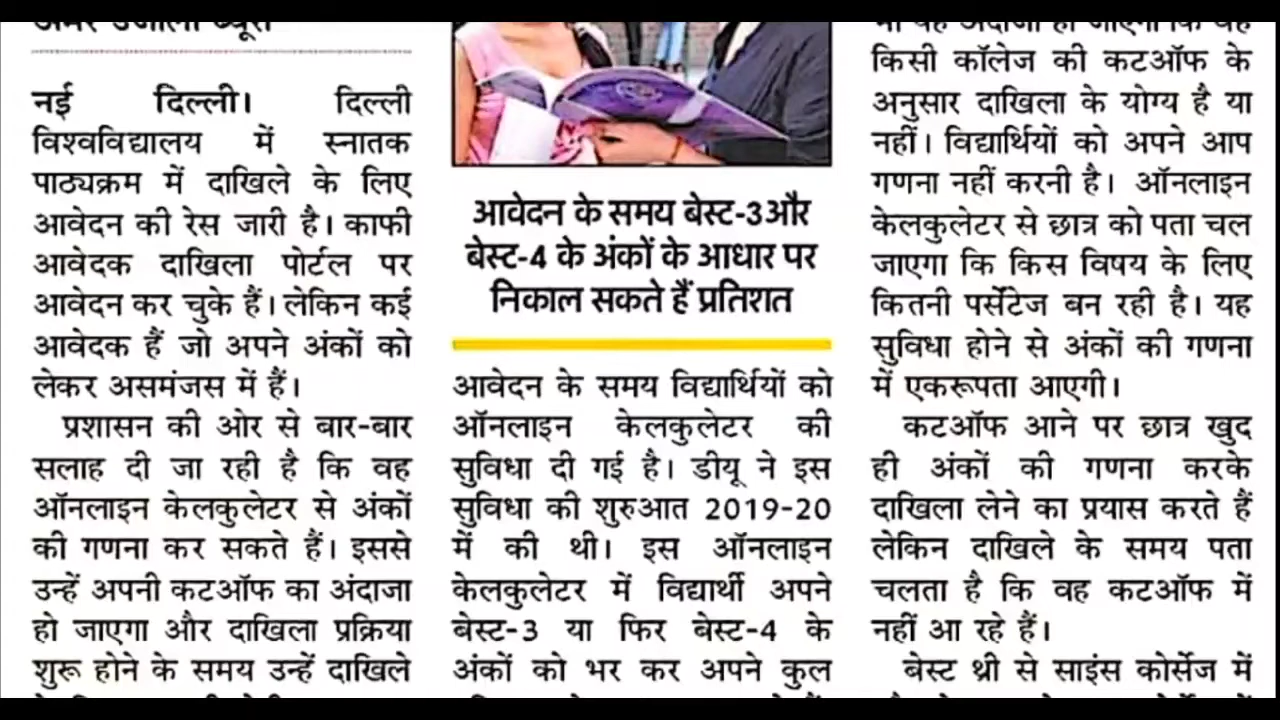 अमर उजाला ब्यूरो
नई दिल्ली। दिल्ली
विश्वविद्यालय में स्नातक
पाठ्यक्रम में दाखिले के लिए
आवेदन की रेस जारी है। काफी
आवेदक दाखिला पोर्टल पर
आवेदन कर चुके हैं। लेकिन कई
आवेदक हैं जो अपने अंकों को
लेकर असमंजस में हैं।
प्रशासन की ओर से बार-बार
सलाह दी जा रही है कि वह
ऑनलाइन केलकुलेटर से अंकों
की गणना कर सकते हैं। इससे
उन्हें अपनी कटऑफ का अंदाजा
हो जाएगा और दाखिला प्रक्रिया
शुरू होने के समय उन्हें दाखिले
आवेदन के समय बेस्ट-3और
बेस्ट-4 के अंकों के आधार पर
निकाल सकते हैं प्रतिशत
आवेदन के समय विद्यार्थियों को
ऑनलाइन केलकुलेटर की
सुविधा दी गई है। डीयू ने इस
सुविधा की शुरुआत 2019-20
में की थी। इस ऑनलाइन
केलकुलेटर में विद्यार्थी अपने
बेस्ट-3 या फिर बेस्ट-4 के
अंकों को भर कर अपने कुल
किसी कॉलेज की कटऑफ के
अनुसार दाखिला के योग्य है या
नहीं। विद्यार्थियों को अपने आप
गणना नहीं करनी है। ऑनलाइन
केलकुलेटर से छात्र को पता चल
जाएगा कि किस विषय के लिए
कितनी पर्सेंटेज बन रही है। यह
सुविधा होने से अंकों की गणना
में एकरूपता आएगी।
कटऑफ आने पर छात्र खुद
ही अंकों की गणना करके
दाखिला लेने का प्रयास करते हैं
लेकिन दाखिले के समय पता
चलता है कि वह कटऑफ में
नहीं आ रहे हैं।
बेस्ट थ्री से साइंस कोर्सेज में